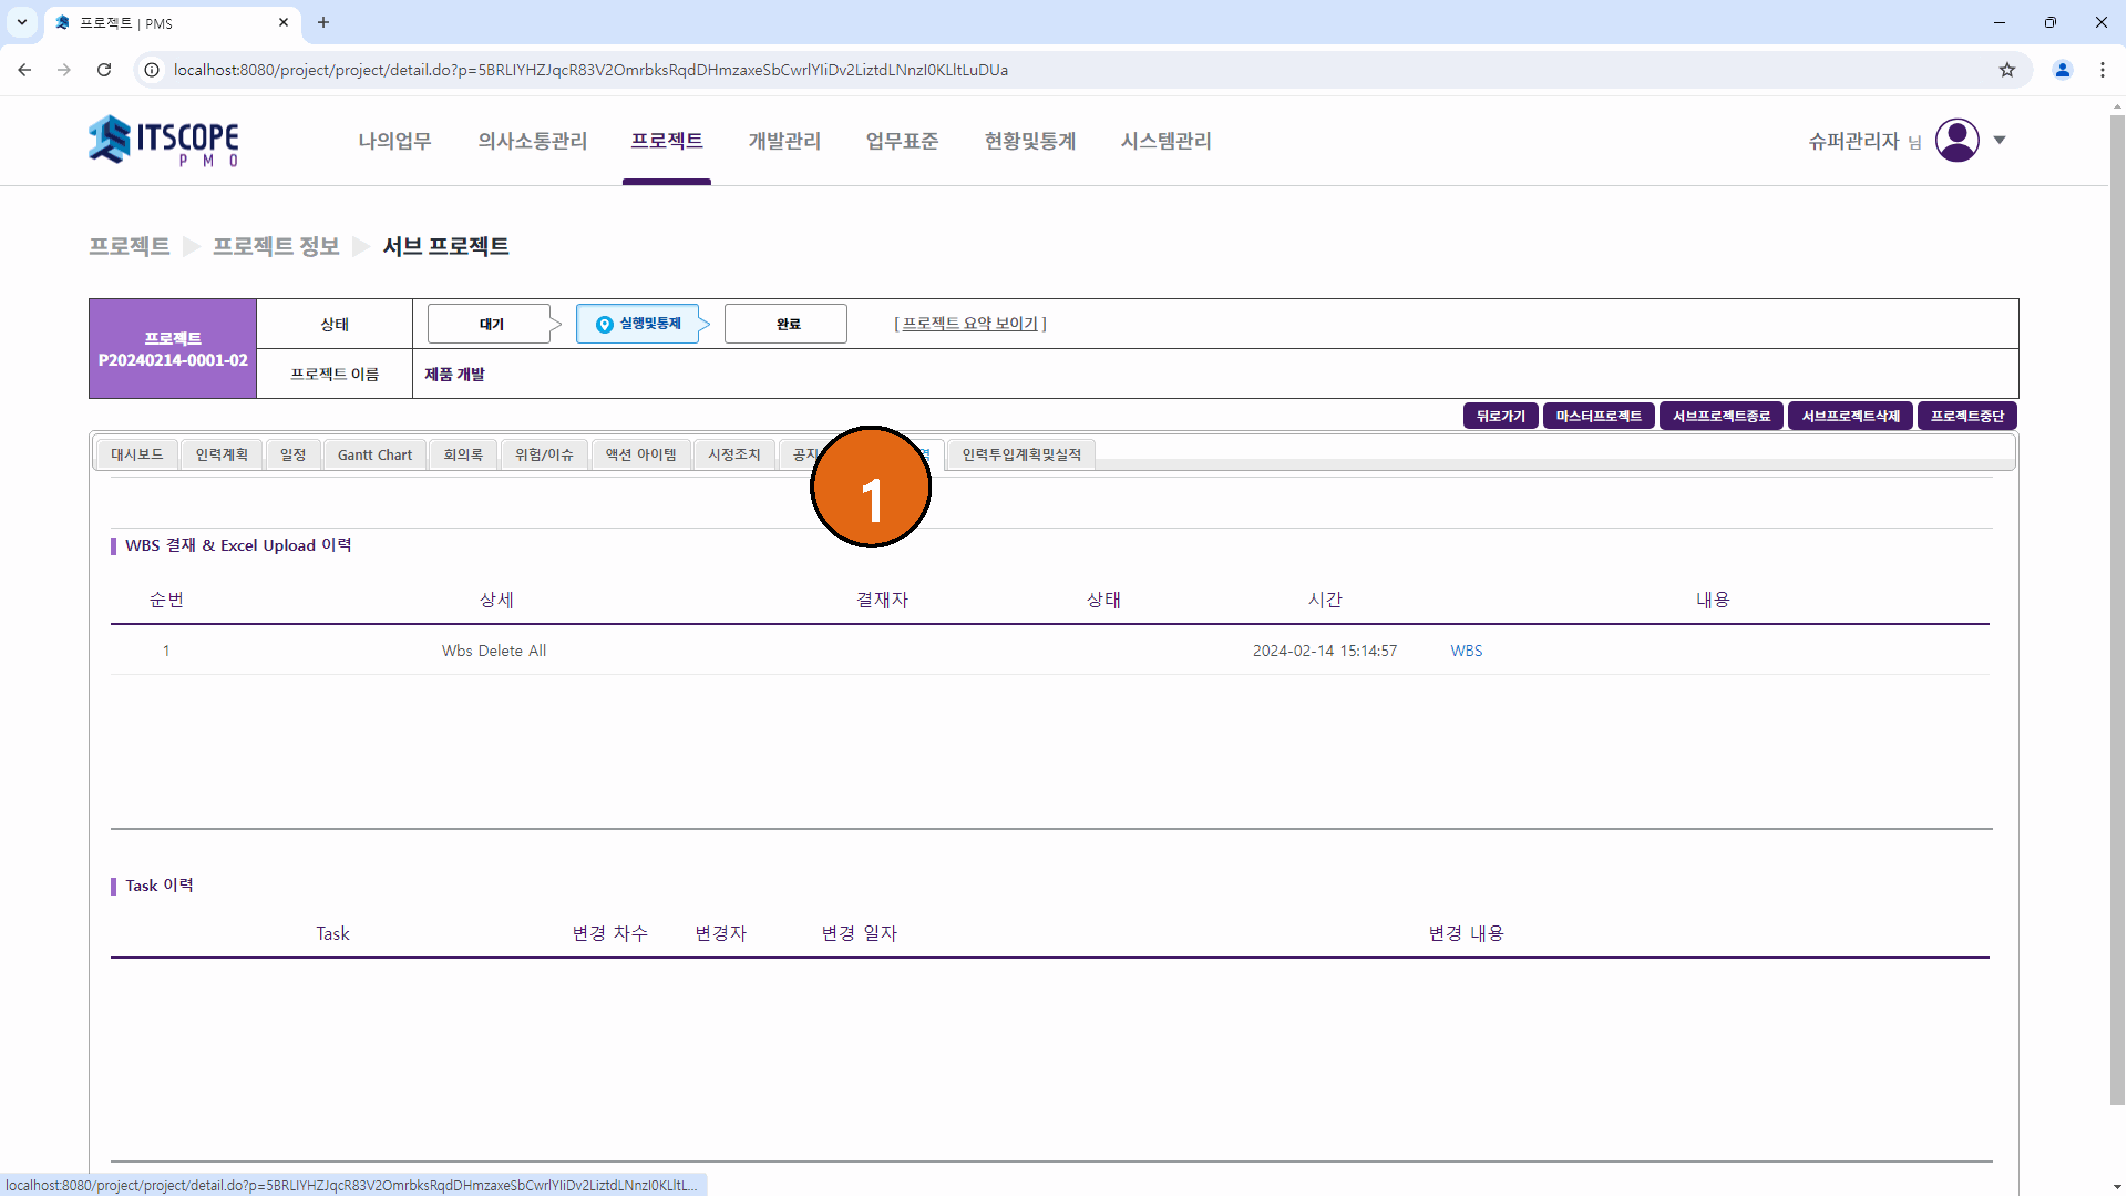 프로젝트 | PMS
localhost:8080/project/project/detail.do?p=5BRLIYHZJqcR83V2OmrbksRqdDHmzaxeSbCwrlYIiDv2LiztdLNnzI0KLltLuDUa
ITSCOPE
PMO
나의업무 의사소통관리 프로젝트 개발관리 업무표준 현황및통계 시스템관리
슈퍼관리자 님
프로젝트 프로젝트 정보 서브 프로젝트
프로젝트
P20240214-0001-02
상태 대기 실행및통제 완료 [ 프로젝트 요약 보이기 ]
프로젝트 이름 제품 개발
뒤로가기 마스터프로젝트 서브프로젝트종료 서브프로젝트삭제 프로젝트중단
대시보드 인력계획 일정 Gantt Chart 회의록 위험/이슈 액션 아이템 시정조치 인력투입계획및실적
1
WBS 결재 & Excel Upload 이력
순번 상세 결재자 상태 시간 내용
1 Wbs Delete All 2024-02-14 15:14:57 WBS
Task 이력
Task 변경 차수 변경자 변경 일자 변경 내용
localhost:8080/project/project/detail.do?p=5BRLIYHZJqcR83V2OmrbksRqdDHmzaxeSbCwrlYIiDv2LiztdLNnzI0KLltL...